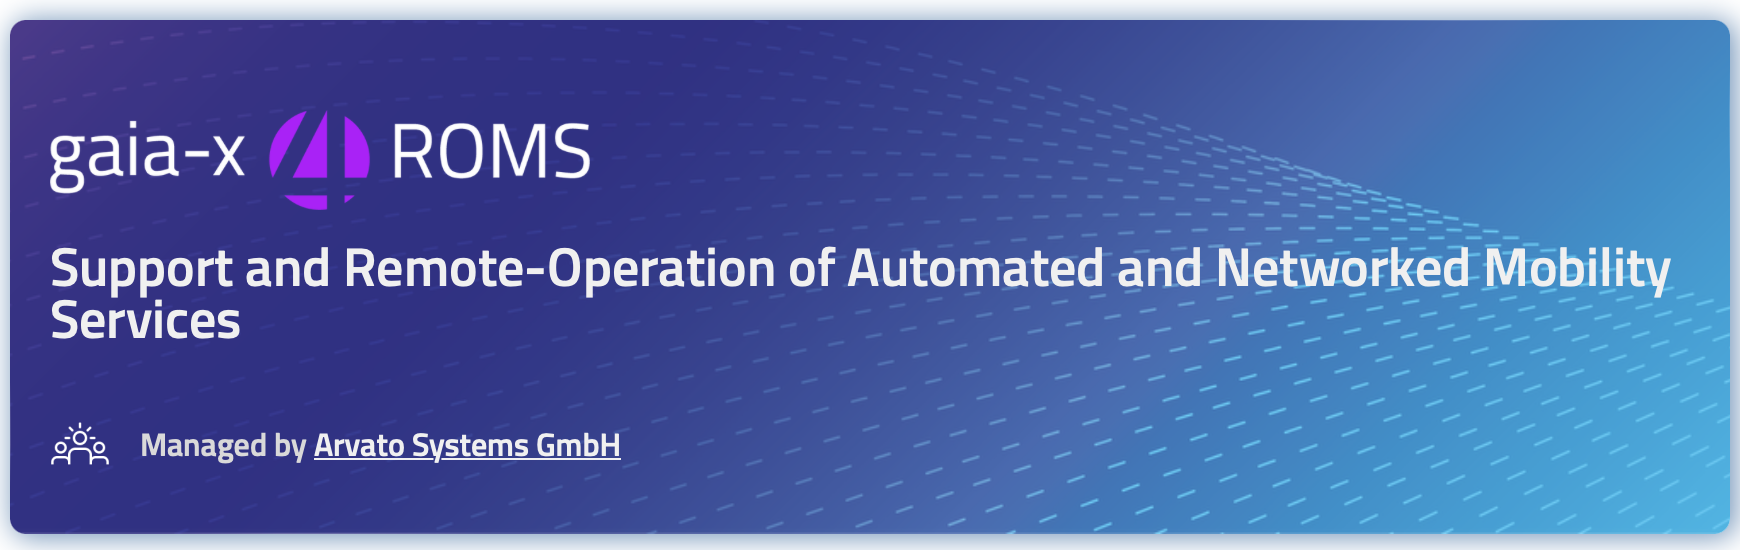 gaia-x 4 ROMS
Support and Remote-Operation of Automated and Networked Mobility
Services
Managed by Arvato Systems GmbH